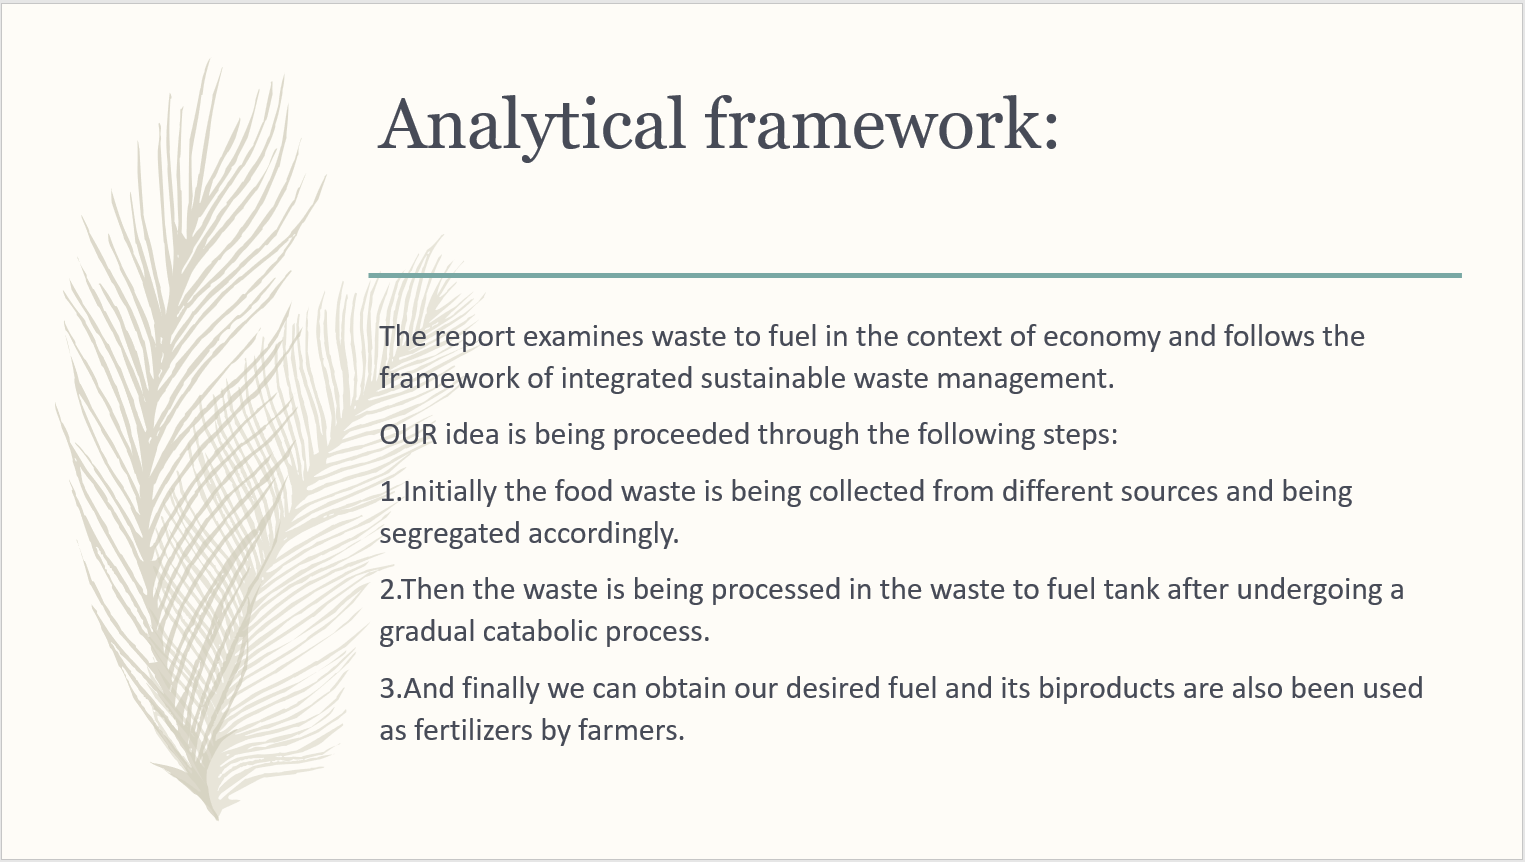 Analytical framework:
The report examines waste to fuel in the context of economy and follows the
framework of integrated sustainable waste management.
OUR idea is being proceeded through the following steps:
1.Initially the food waste is being collected from different sources and being
segregated accordingly.
2.Then the waste is being processed in the waste to fuel tank after undergoing a
gradual catabolic process.
3.And finally we can obtain our desired fuel and its biproducts are also been used
as fertilizers by farmers.